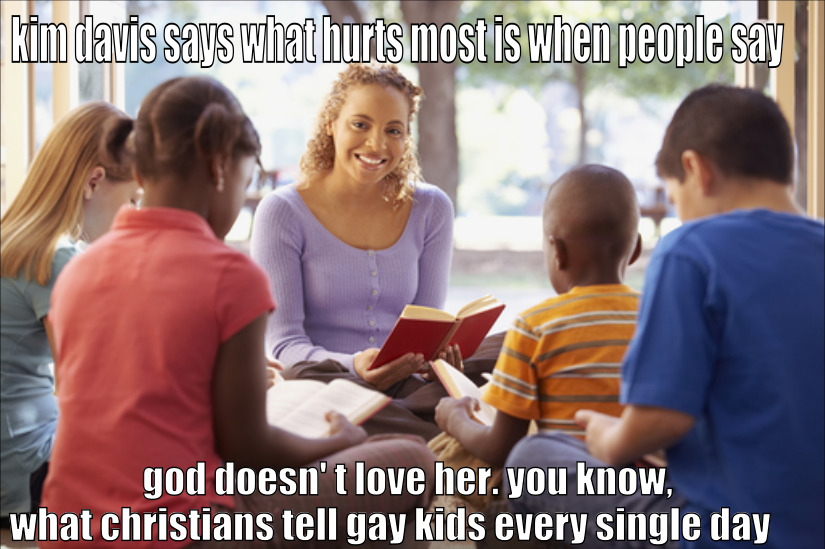 kim davis says what hurts most is when people say
god doesn' t love her. you know,
what christians tell gay kids every single day